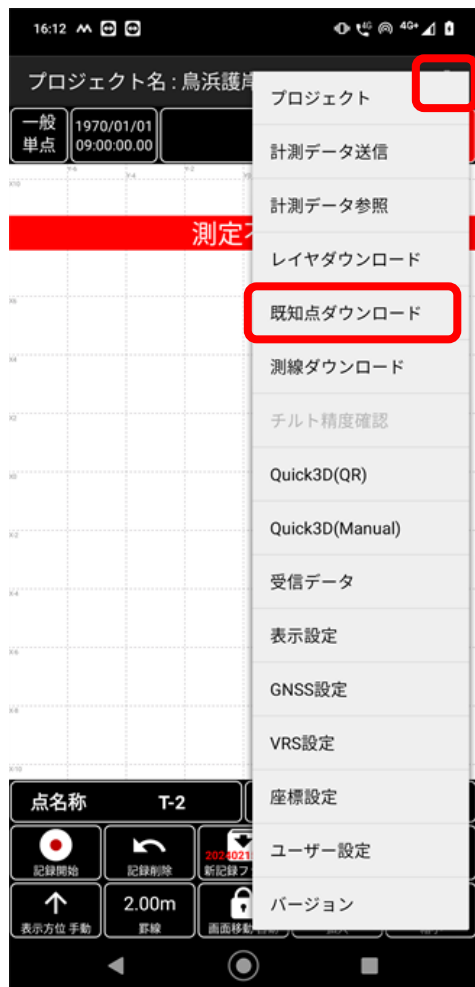 16:12
4G
4G+
プロジェクト名 : 鳥浜護岸
一般
単点
1970/01/01
09:00:00.00
測定不
プロジェクト
計測データ送信
計測データ参照
レイヤダウンロード
既知点ダウンロード
測線ダウンロード
チルト精度確認
Quick3D(QR)
Quick3D(Manual)
受信データ
表示設定
GNSS設定
VRS設定
座標設定
ユーザー設定
バージョン
点名称
T-2
記録開始
記録削除
2024021
新記録フ
表示方位 手動
2.00m
罫線
画面移動